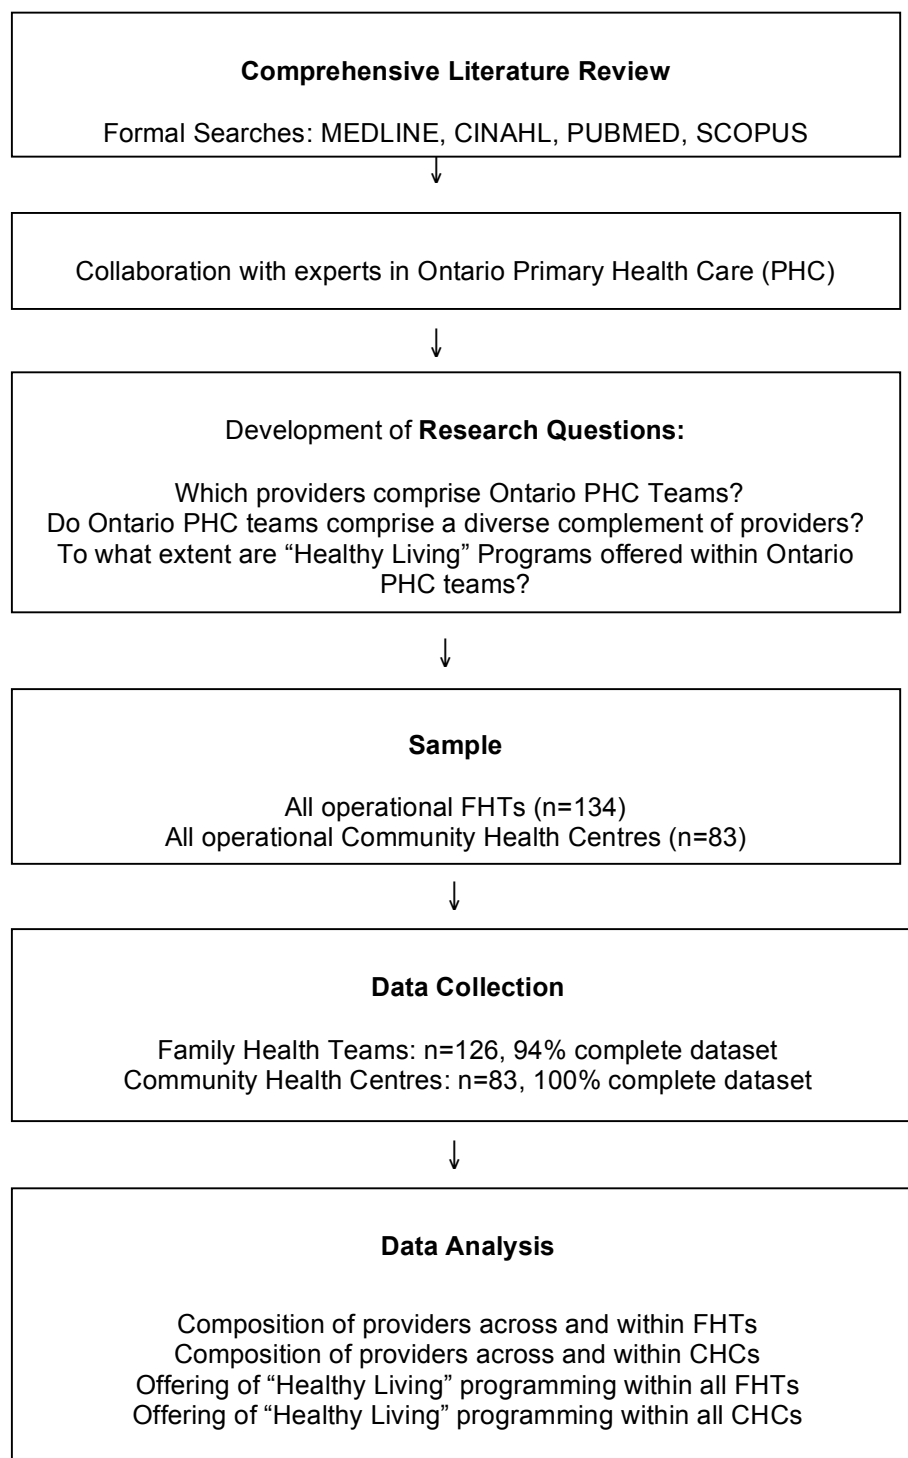 Comprehensive Literature Review
Formal Searches: MEDLINE, CINAHL, PUBMED, SCOPUS
↓
Collaboration with experts in Ontario Primary Health Care (PHC)
↓
Development of Research Questions:
Which providers comprise Ontario PHC Teams?
Do Ontario PHC teams comprise a diverse complement of providers?
To what extent are “Healthy Living” Programs offered within Ontario
PHC teams?
↓
Sample
All operational FHTs (n=134)
All operational Community Health Centres (n=83)
↓
Data Collection
Family Health Teams: n=126, 94% complete dataset
Community Health Centres: n=83, 100% complete dataset
↓
Data Analysis
Composition of providers across and within FHTs
Composition of providers across and within CHCs
Offering of “Healthy Living” programming within all FHTs
Offering of “Healthy Living” programming within all CHCs